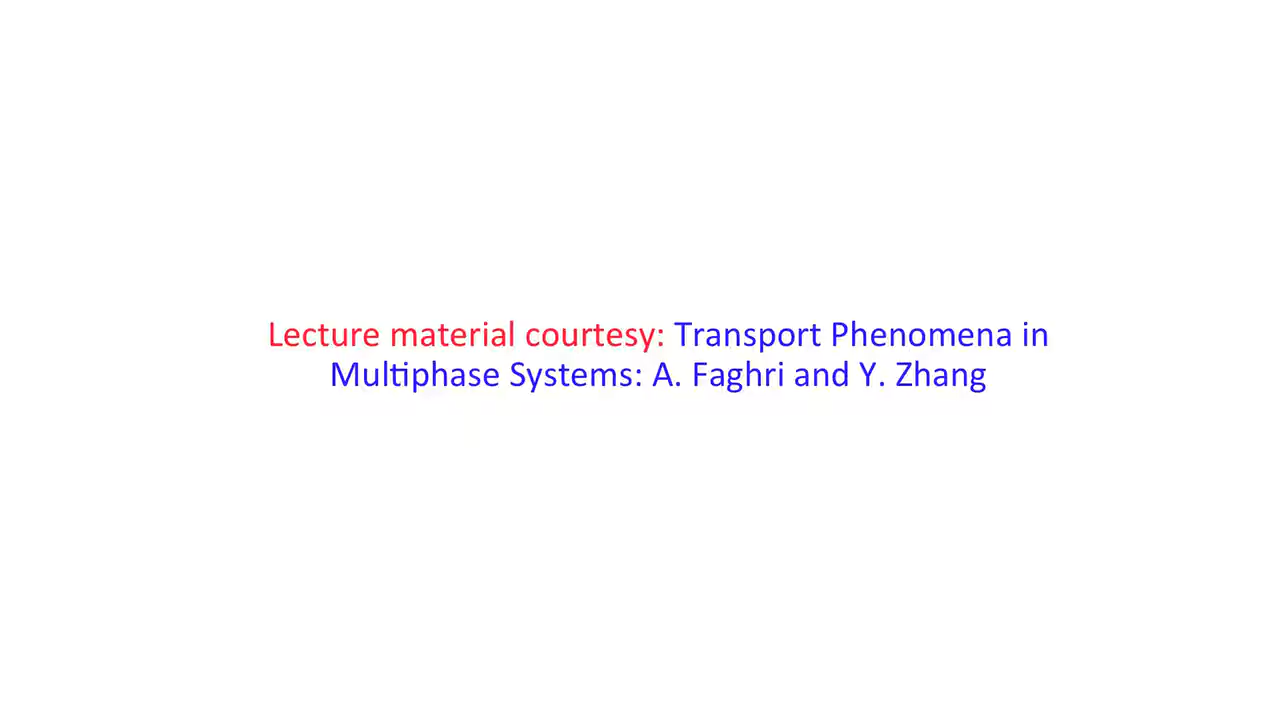 Lecture material courtesy: Transport Phenomena in
Multiphase Systems: A. Faghri and Y. Zhang